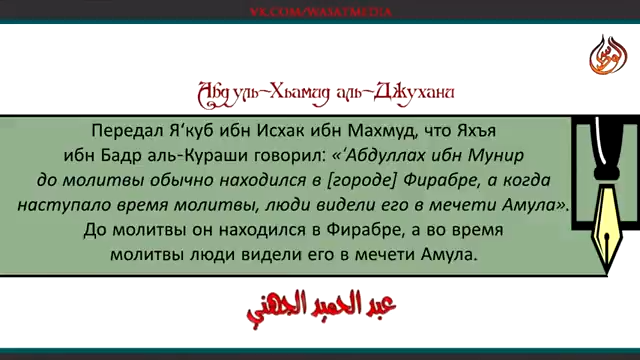 VK.COM/WASATMEDIA
Абдуль-Хьамид аль-Джухани
Передал Я‘куб ибн Исхак ибн Махмуд, что Яхъя
ибн Бадр аль-Кураши говорил: «‘Абдуллах ибн Мунир
до молитвы обычно находился в [городе] Фирабре, а когда
наступало время молитвы, люди видели его в мечети Амула».
До молитвы он находился в Фирабре, а во время
молитвы люди видели его в мечети Амула.
عبد الحميد الجهني